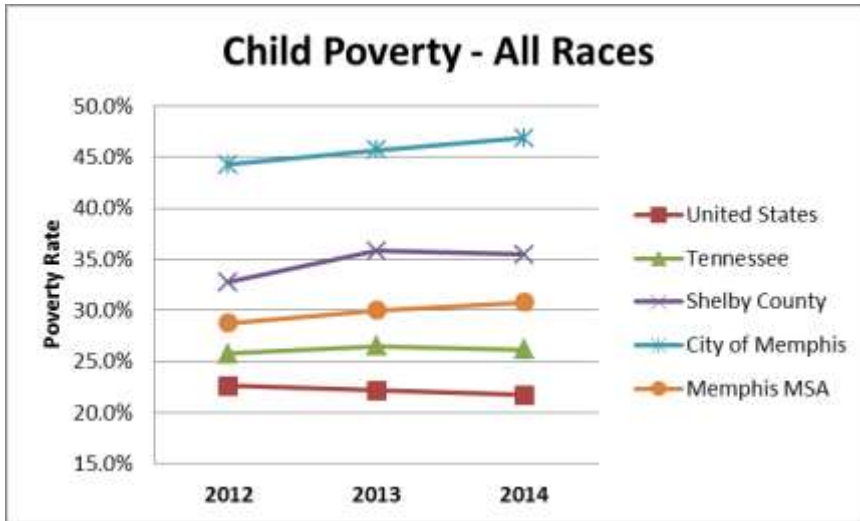 Child Poverty - All Races
50.0%
45.0%
40.0%
35.0%
30.0%
25.0%
20.0%
15.0%
Poverty Rate
2012 2013 2014
United States
Tennessee
Shelby County
City of Memphis
Memphis MSA